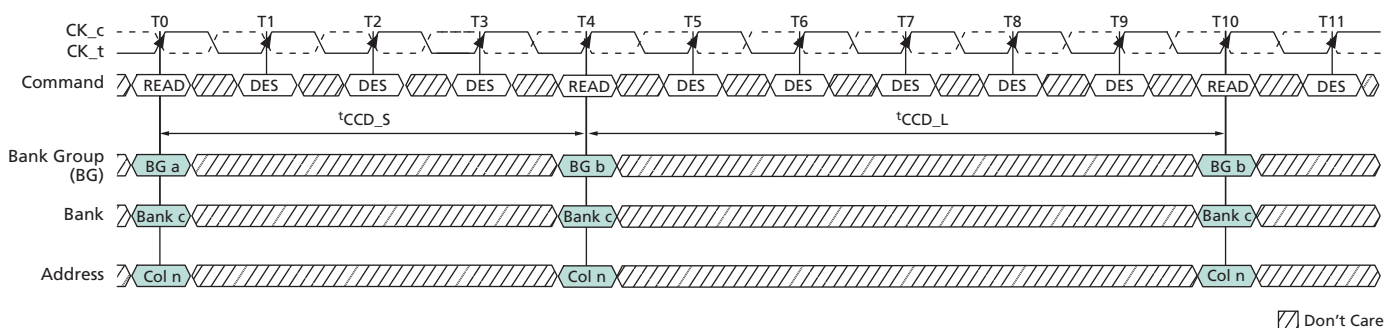 T0 T1 T2 T3 T4 T5 T6 T7 T8 T9 T10 T11
CK_c
CK_t
Command READ DES DES DES READ DES DES DES DES DES READ DES
tCCD_S tCCD_L
Bank Group
(BG) BG a BG b BG b
Bank Bank c Bank c Bank c
Address Col n Col n Col n
Don't Care